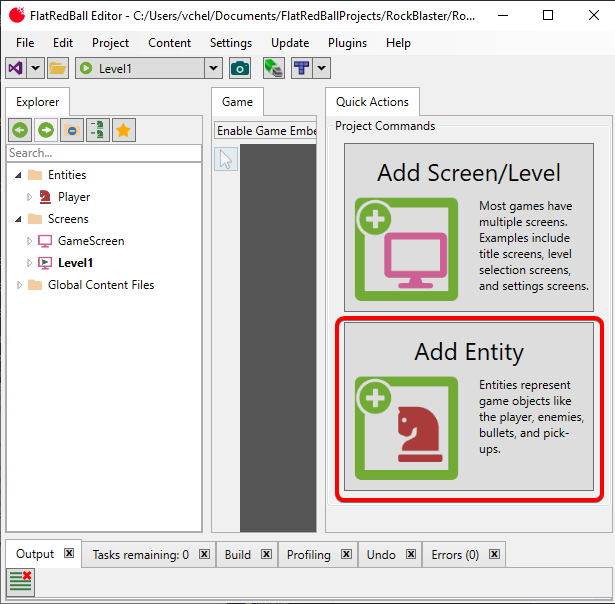 FlatRedBall Editor - C:/Users/vchel/Documents/FlatRedBallProjects/RockBlaster/Ro...
File Edit Project Content Settings Update Plugins Help
Level1
Explorer
Search...
Entities
Player
Screens
GameScreen
Level1
Global Content Files
Game
Enable Game Embe
Quick Actions
Project Commands
Add Screen/Level
Most games have
multiple screens.
Examples include
title screens, level
selection screens,
and settings screens.
Add Entity
Entities represent
game objects like
the player, enemies,
bullets, and pick-
ups.
Output Tasks remaining: 0 Build Profiling Undo Errors (0)